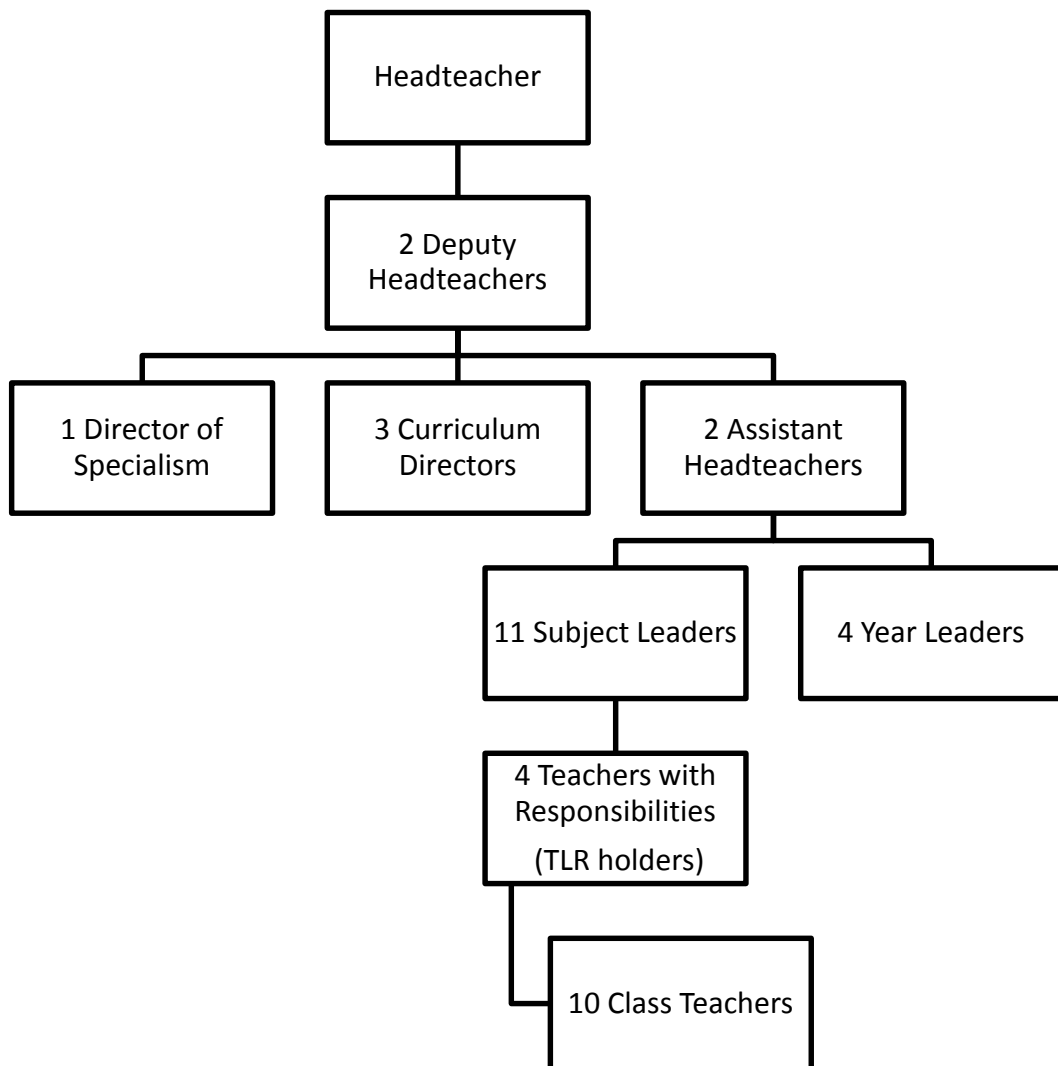 Headteacher
2 Deputy
Headteachers
1 Director of
Specialism
3 Curriculum
Directors
2 Assistant
Headteachers
11 Subject Leaders
4 Year Leaders
4 Teachers with
Responsibilities
(TLR holders)
10 Class Teachers